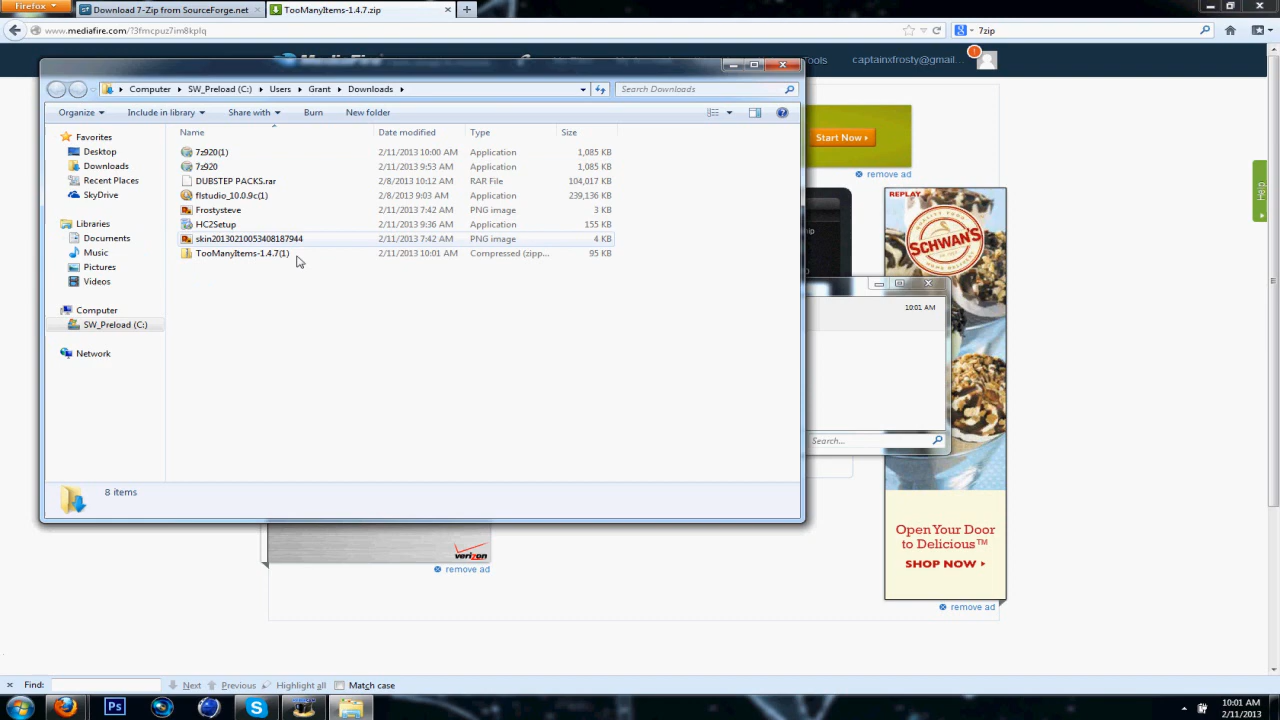 Firefox
Download 7-Zip from SourceForge.net
TooManyItems-1.4.7.zip
www.mediafire.com/?3fmcpuz7im8kplq
7zip
Tools
captainxfrosty@gmail...
Computer
SW_Preload (C:)
Users
Grant
Downloads
Search Downloads
Organize
Include in library
Share with
Burn
New folder
Start Now
remove ad
Name
Date modified
Type
Size
Favorites
Desktop
Downloads
Recent Places
SkyDrive
Libraries
Documents
Music
Pictures
Videos
Computer
SW_Preload (C:)
Network
7z920(1) 2/11/2013 10:00 AM Application 1,085 KB
7z920 2/11/2013 9:53 AM Application 1,085 KB
DUBSTEP PACKS.rar 2/8/2013 10:12 AM RAR File 104,017 KB
flstudio_10.0.9c(1) 2/8/2013 9:03 AM Application 239,136 KB
Frostysteve 2/11/2013 7:42 AM PNG image 3 KB
HC2Setup 2/11/2013 9:36 AM Application 155 KB
skin20130210053408187944 2/11/2013 7:42 AM PNG image 4 KB
TooManyItems-1.4.7(1) 2/11/2013 10:01 AM Compressed (zipp... 95 KB
8 items
REPLAY
QUALITY FOOD
SCHWAN'S
HOME DELIVERY
10:01 AM
Search...
Help
Open Your Door
to Delicious™
SHOP NOW
remove ad
verizon
remove ad
Find:
Next
Previous
Highlight all
Match case
Ps
10:01 AM
2/11/2013